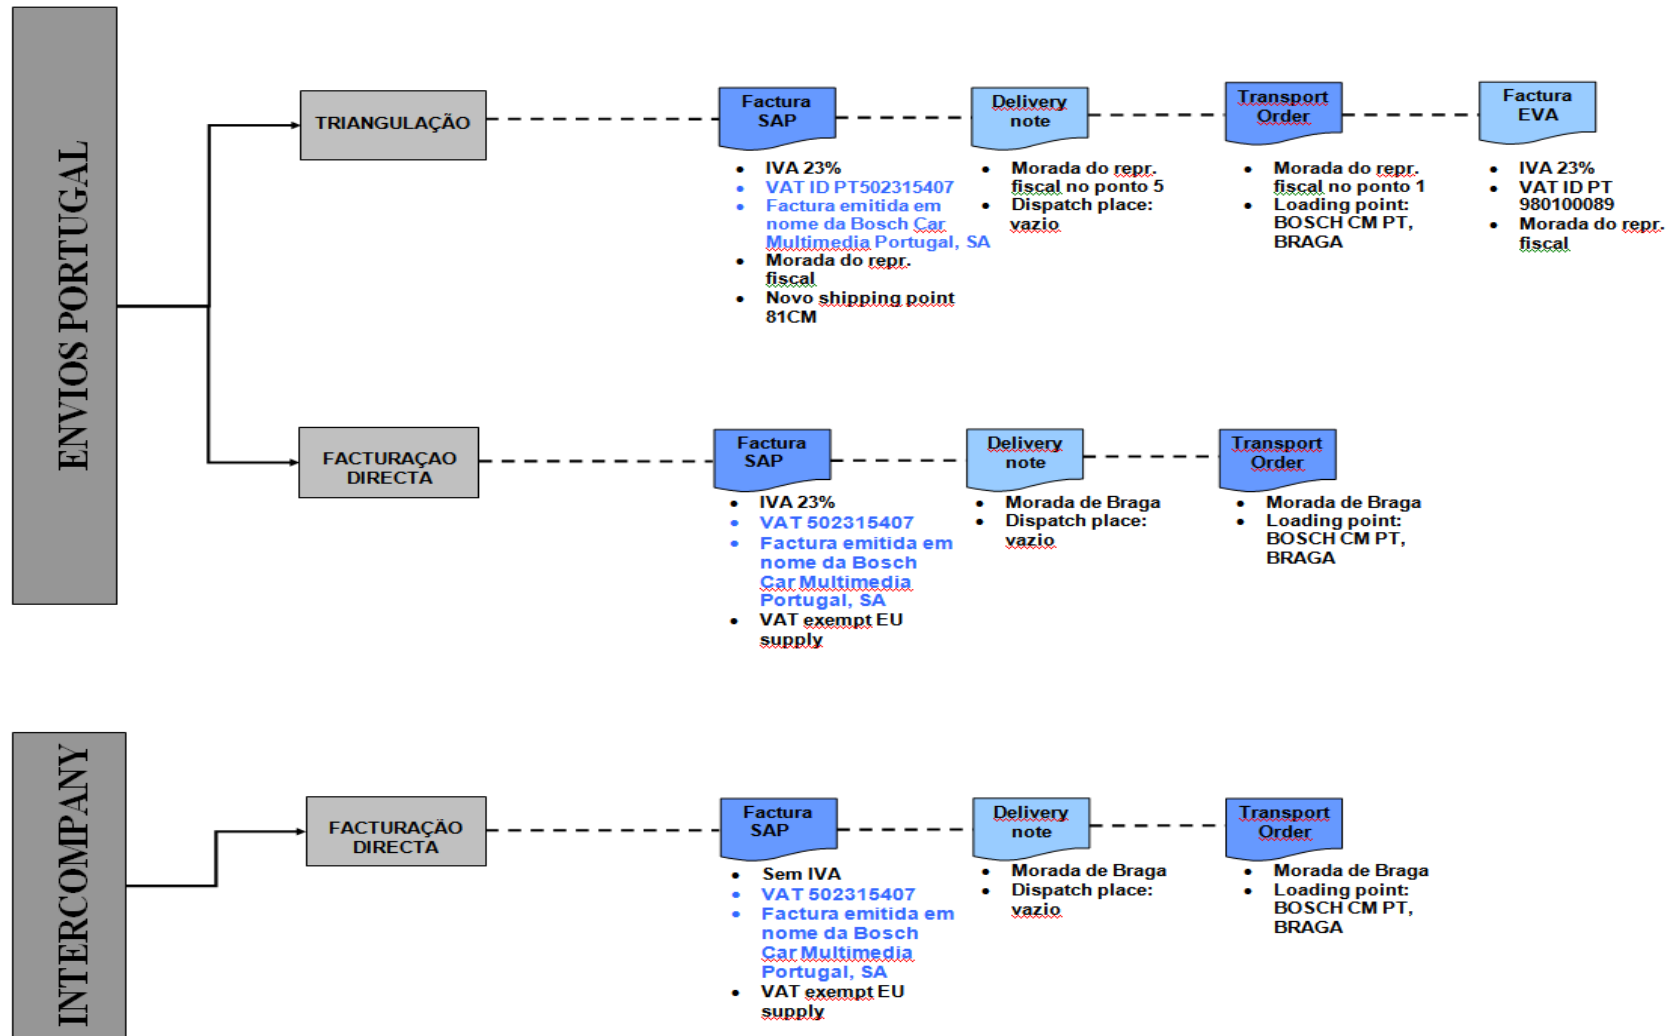 ENVIOS PORTUGAL
TRIANGULAÇÃO
Factura
SAP
• IVA 23%
• VAT ID PT502315407
• Factura emitida em
nome da Bosch Car
Multimedia Portugal, SA
• Morada do repr.
fiscal
• Novo shipping point
81CM
Delivery
note
• Morada do repr.
fiscal no ponto 5
• Dispatch place:
vazio
Transport
Order
• Morada do repr.
fiscal no ponto 1
• Loading point:
BOSCH CM PT,
BRAGA
Factura
EVA
• IVA 23%
• VAT ID PT
980100089
• Morada do repr.
fiscal
FACTURAÇAO
DIRECTA
Factura
SAP
• IVA 23%
• VAT 502315407
• Factura emitida em
nome da Bosch
Car Multimedia
Portugal, SA
• VAT exempt EU
supply
Delivery
note
• Morada de Braga
• Dispatch place:
vazio
Transport
Order
• Morada de Braga
• Loading point:
BOSCH CM PT,
BRAGA
INTERCOMPANY
FACTURAÇÃO
DIRECTA
Factura
SAP
• Sem IVA
• VAT 502315407
• Factura emitida em
nome da Bosch
Car Multimedia
Portugal, SA
• VAT exempt EU
supply
Delivery
note
• Morada de Braga
• Dispatch place:
vazio
Transport
Order
• Morada de Braga
• Loading point:
BOSCH CM PT,
BRAGA